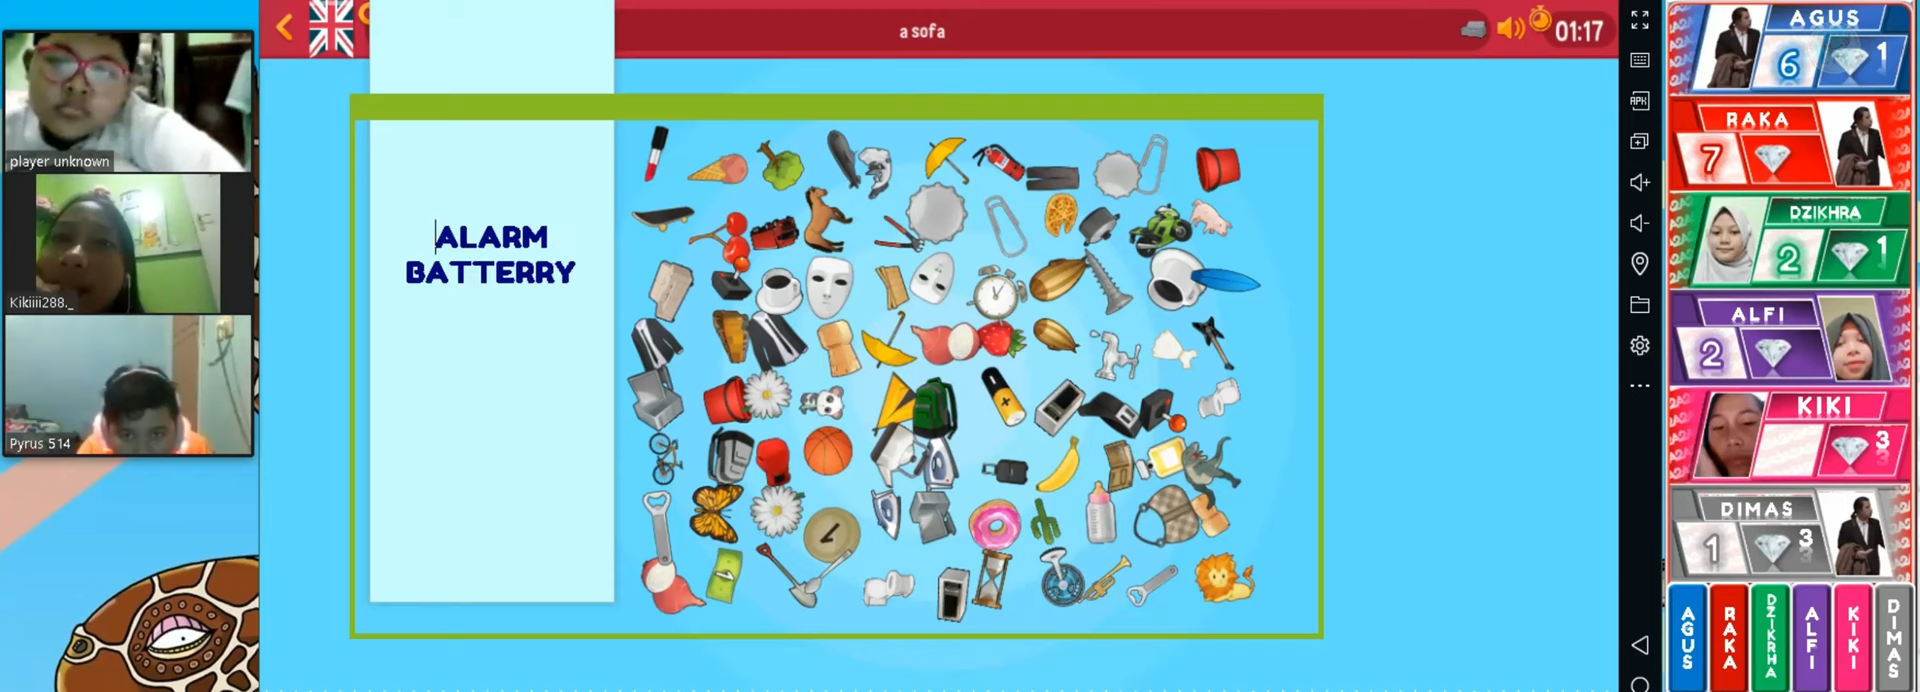 player unknown
Kikiiii288._
Pyrus 514
a sofa
01:17
ALARM
BATTERRY
APK
AGUS
6
1
RAKA
7
DZIKHRA
2
1
ALFI
2
KIKI
3
DIMAS
1
3
AGUS
RAKA
DZIKRHA
ALFI
KIKI
DIMAS